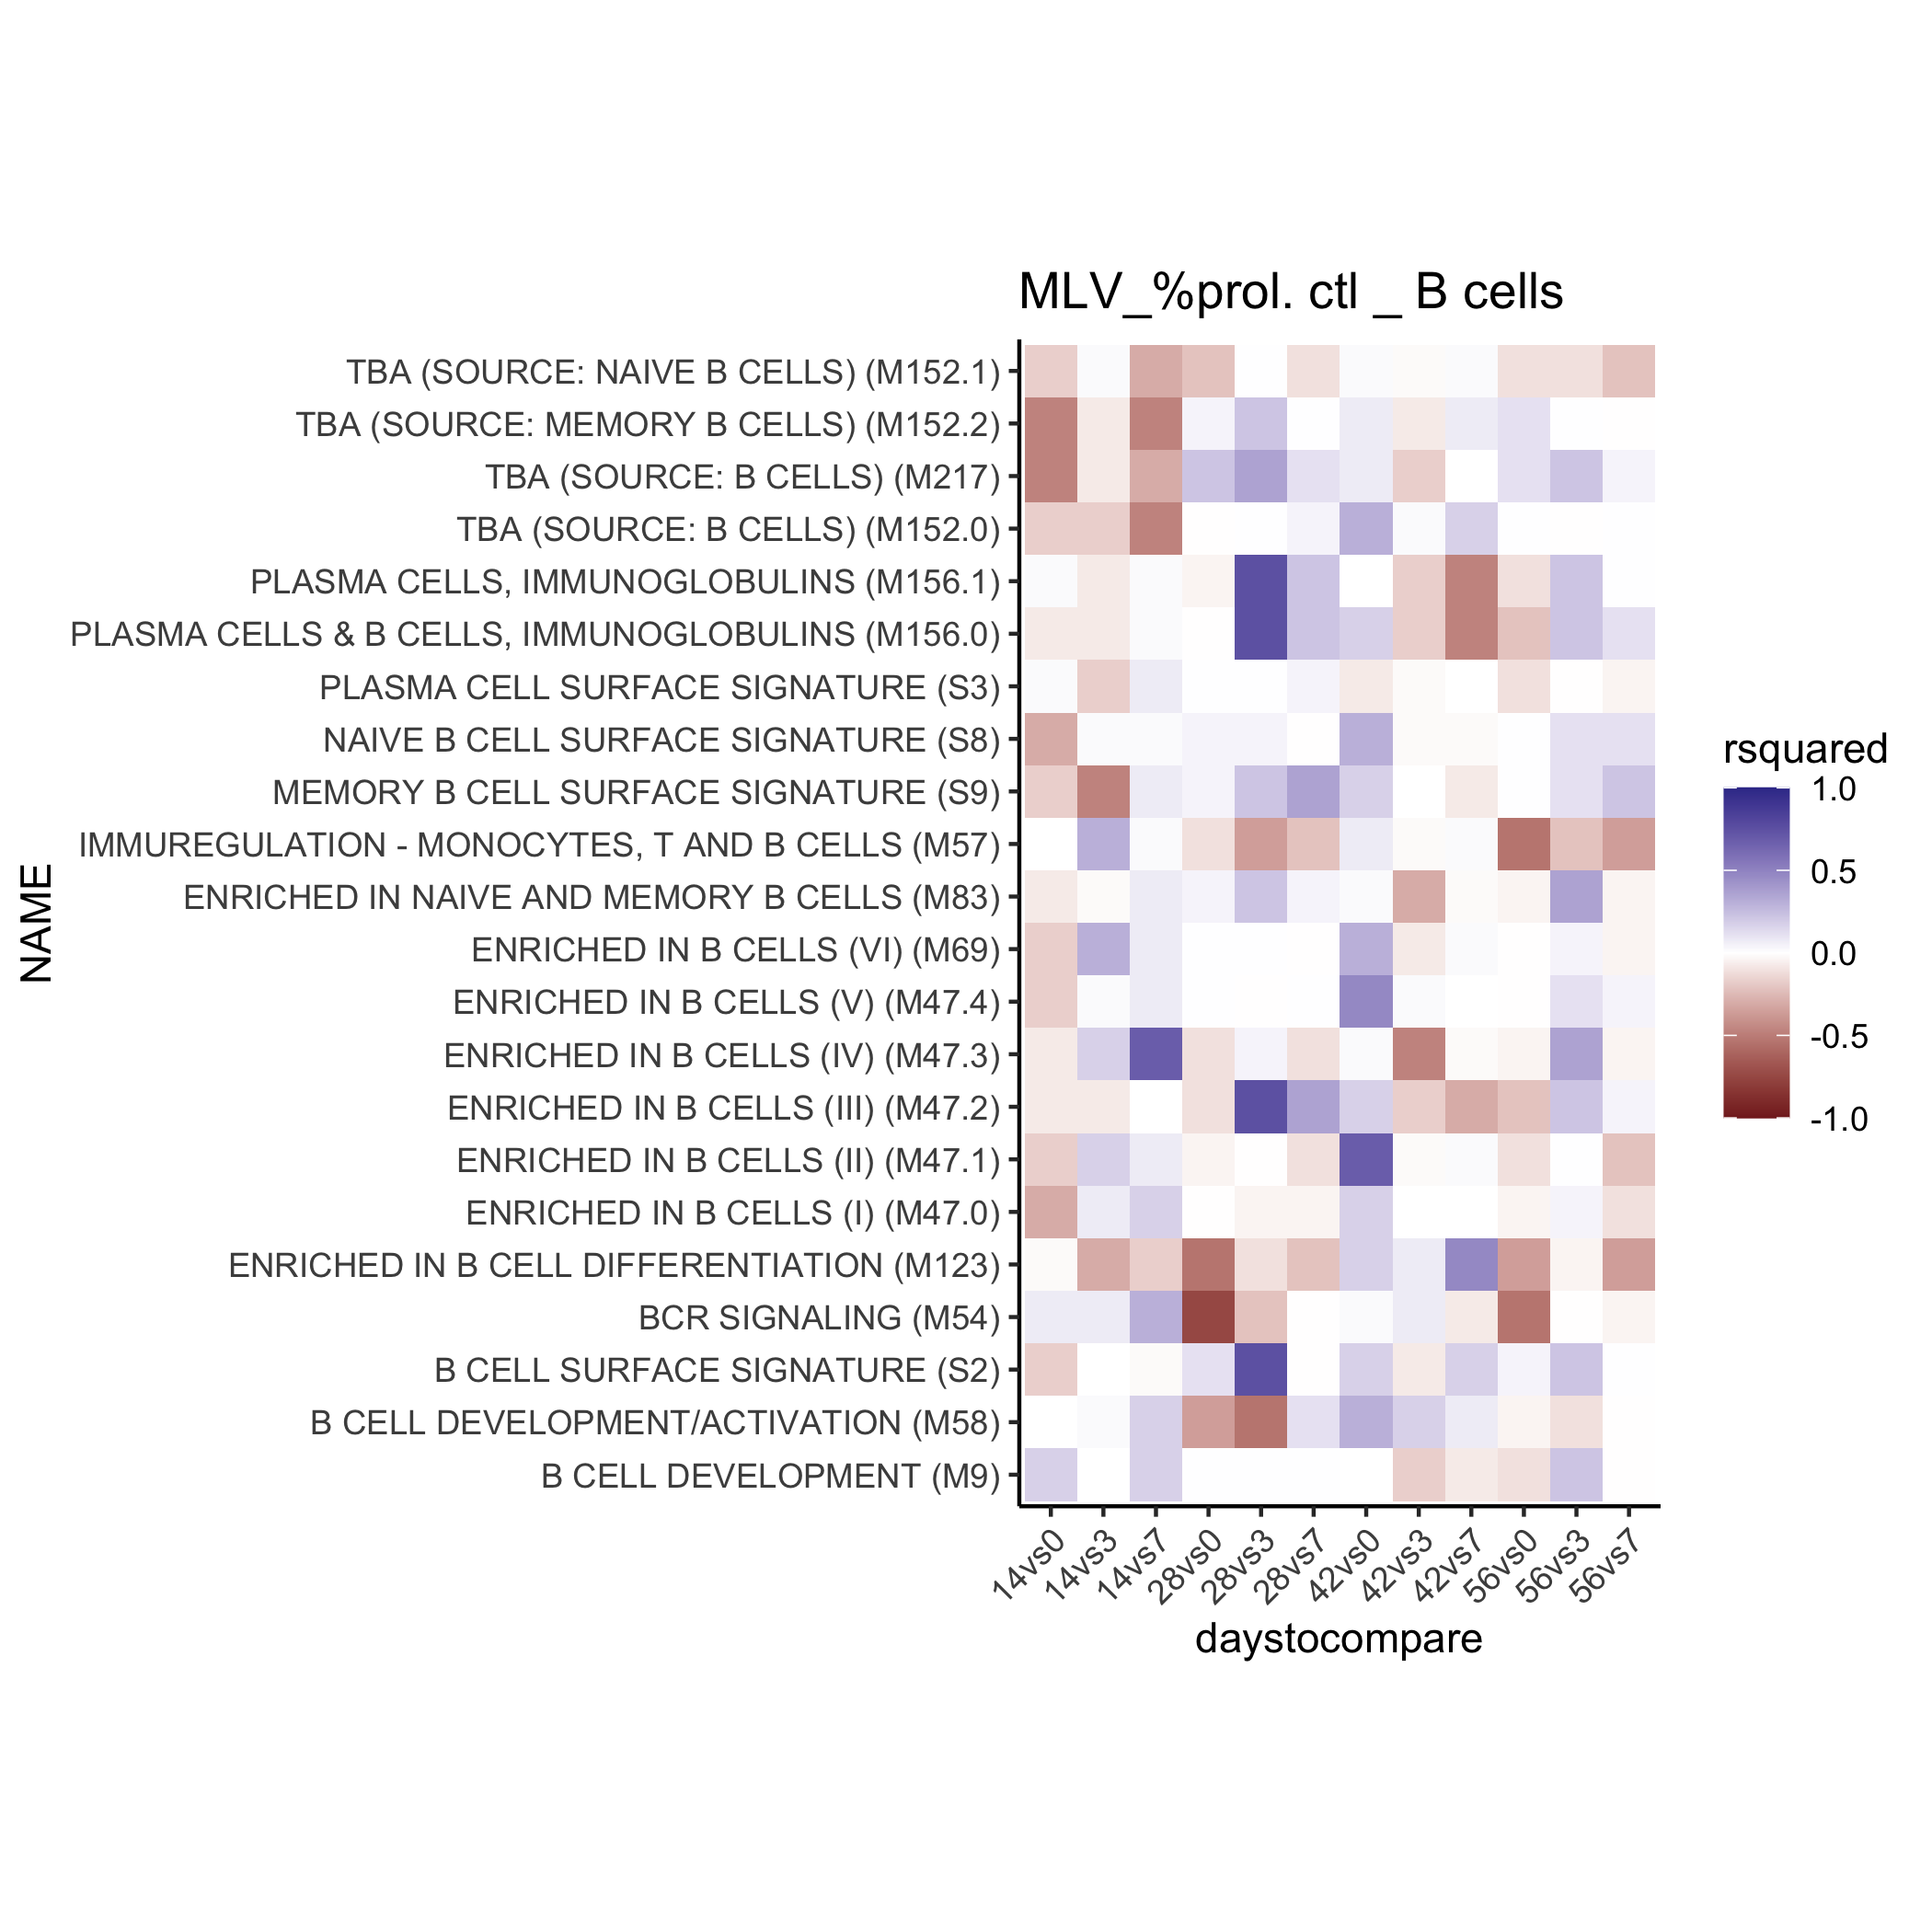 MLV_%prol. ctl _ B cells
TBA (SOURCE: NAIVE B CELLS) (M152.1)
TBA (SOURCE: MEMORY B CELLS) (M152.2)
TBA (SOURCE: B CELLS) (M217)
TBA (SOURCE: B CELLS) (M152.0)
PLASMA CELLS, IMMUNOGLOBULINS (M156.1)
PLASMA CELLS & B CELLS, IMMUNOGLOBULINS (M156.0)
PLASMA CELL SURFACE SIGNATURE (S3)
NAIVE B CELL SURFACE SIGNATURE (S8)
MEMORY B CELL SURFACE SIGNATURE (S9)
IMMUREGULATION - MONOCYTES, T AND B CELLS (M57)
ENRICHED IN NAIVE AND MEMORY B CELLS (M83)
ENRICHED IN B CELLS (VI) (M69)
ENRICHED IN B CELLS (V) (M47.4)
ENRICHED IN B CELLS (IV) (M47.3)
ENRICHED IN B CELLS (III) (M47.2)
ENRICHED IN B CELLS (II) (M47.1)
ENRICHED IN B CELLS (I) (M47.0)
ENRICHED IN B CELL DIFFERENTIATION (M123)
BCR SIGNALING (M54)
B CELL SURFACE SIGNATURE (S2)
B CELL DEVELOPMENT/ACTIVATION (M58)
B CELL DEVELOPMENT (M9)
NAME
14vs0
14vs3
14vs7
28vs0
28vs3
28vs7
42vs0
42vs3
42vs7
56vs0
56vs3
56vs7
daystocompare
rsquared
1.0
0.5
0.0
-0.5
-1.0